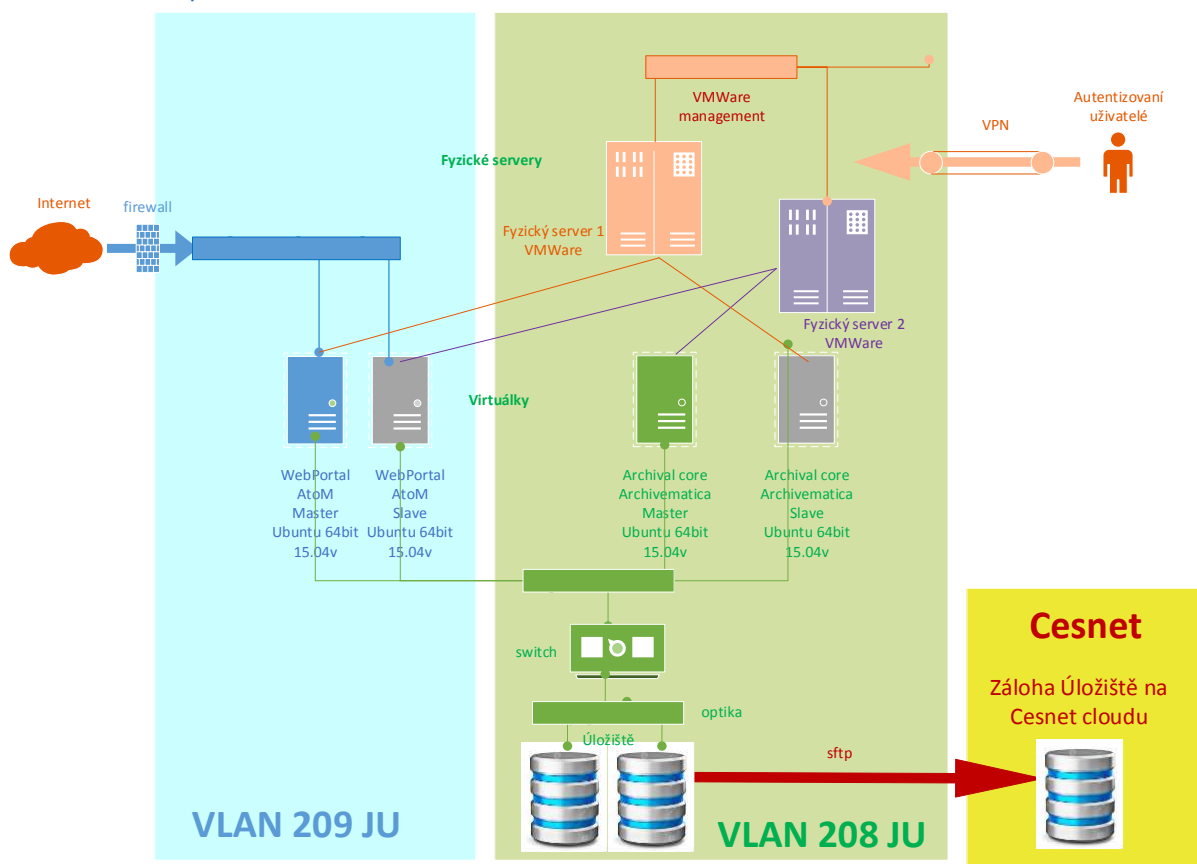 VMWare
management
Autentizovaní
uživatelé
VPN
Fyzické servery
Internet
firewall
Fyzický server 1
VMWare
Fyzický server 2
VMWare
Virtuálky
WebPortal
AtoM
Master
Ubuntu 64bit
15.04v
WebPortal
AtoM
Slave
Ubuntu 64bit
15.04v
Archival core
Archivematica
Master
Ubuntu 64bit
15.04v
Archival core
Archivematica
Slave
Ubuntu 64bit
15.04v
switch
optika
Úložiště
sftp
Cesnet
Záloha Úložiště na
Cesnet cloudu
VLAN 209 JU
VLAN 208 JU